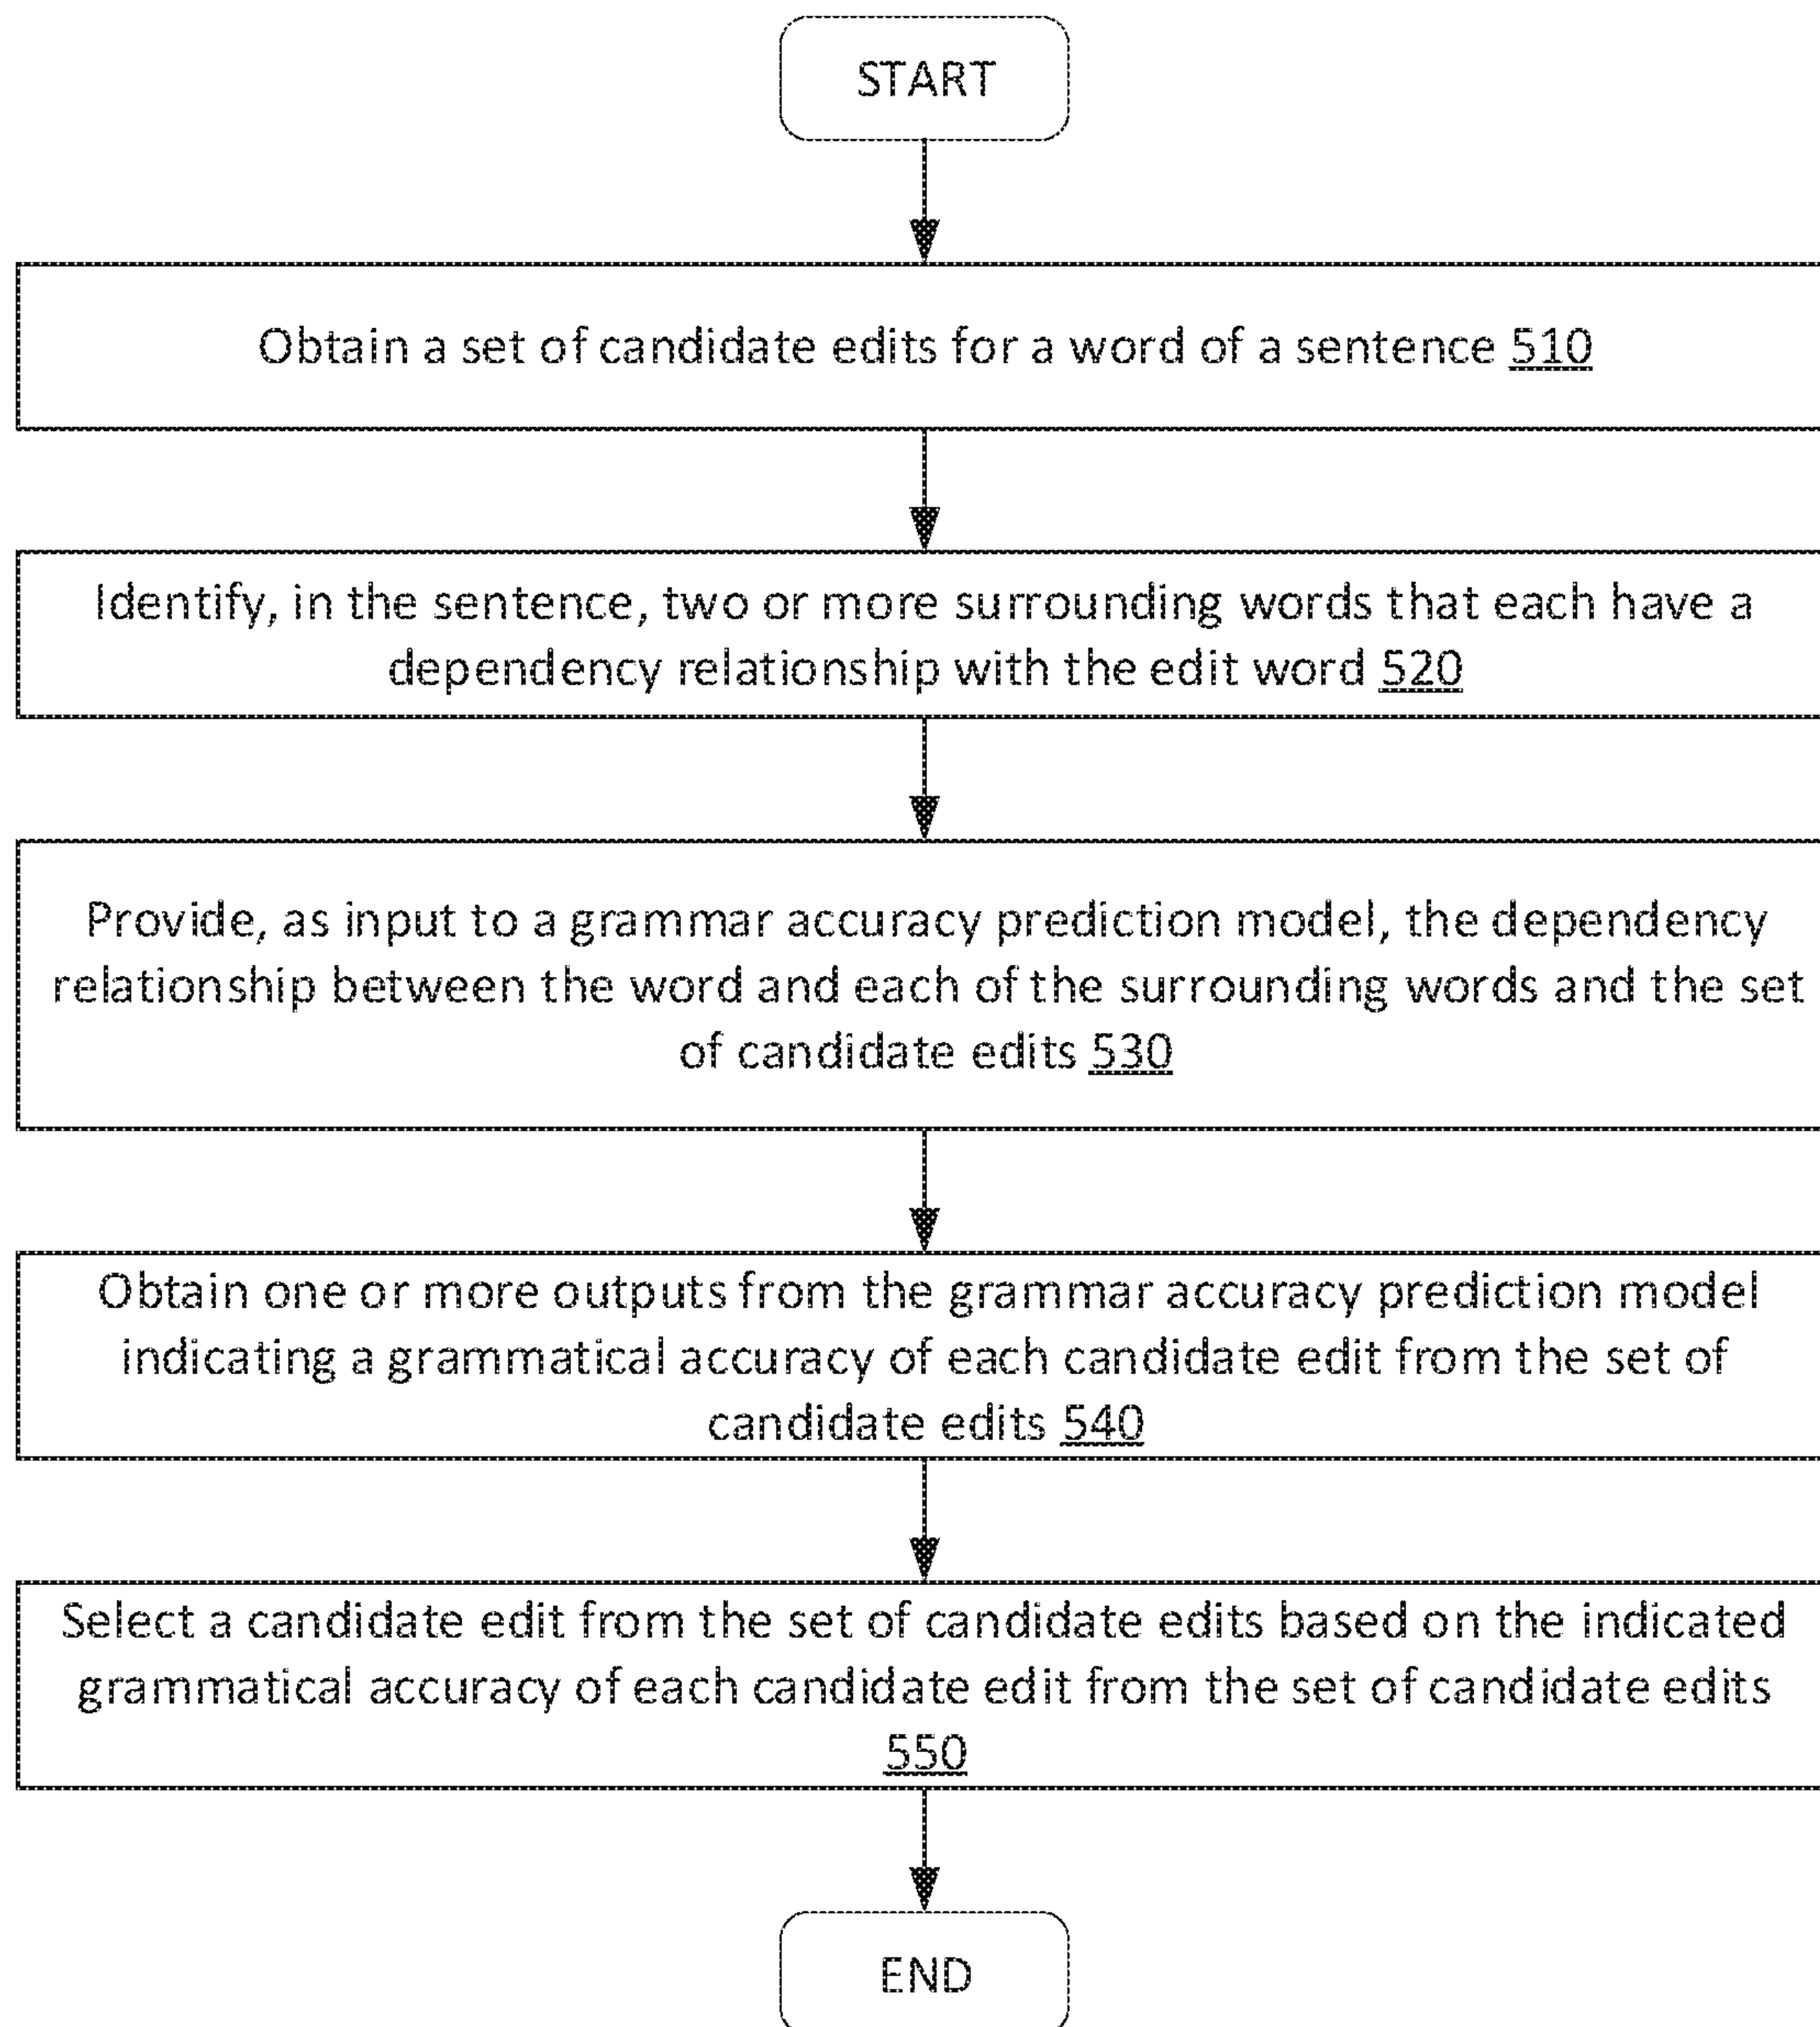 START
Obtain a set of candidate edits for a word of a sentence 510
Identify, in the sentence, two or more surrounding words that each have a
dependency relationship with the edit word 520
Provide, as input to a grammar accuracy prediction model, the dependency
relationship between the word and each of the surrounding words and the set
of candidate edits 530
Obtain one or more outputs from the grammar accuracy prediction model
indicating a grammatical accuracy of each candidate edit from the set of
candidate edits 540
Select a candidate edit from the set of candidate edits based on the indicated
grammatical accuracy of each candidate edit from the set of candidate edits
550
END